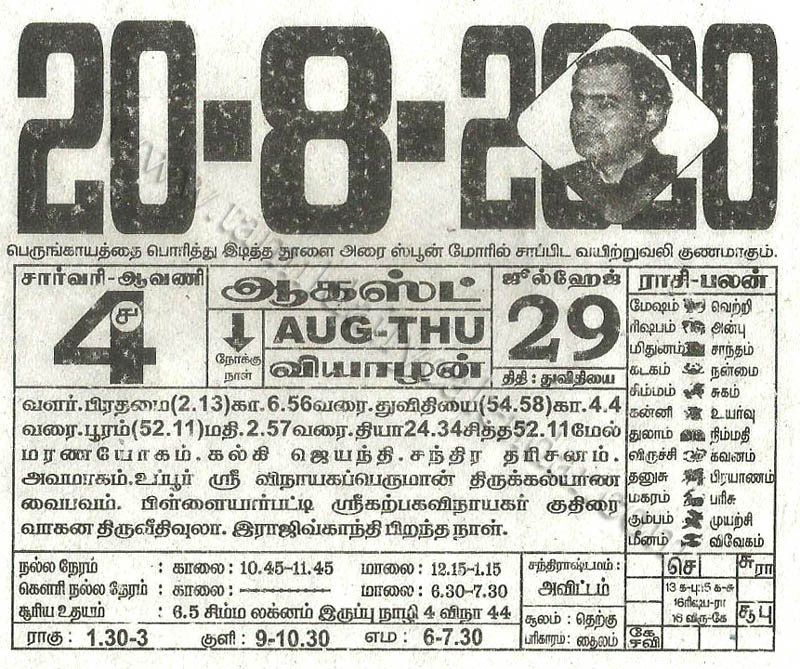 20-8-2020
பெருங்காயத்தை பொரித்து இடித்த தூளை அரை ஸ்பூன் மோரில் சாப்பிட வயிற்றுவலி குணமாகும்.
சார்வரி-ஆவணி
4
ச
ஆகஸ்ட்
நோக்கு
நாள்
AUG-THU
வியாழன்
ஜூல்ஹேஜ்
29
திதி : துவிதியை
ராசி-பலன்
மேஷம் வெற்றி
ரிஷபம் அன்பு
மிதுனம் சாந்தம்
கடகம் நன்மை
சிம்மம் சுகம்
கன்னி உயர்வு
துலாம் நிம்மதி
விருச்சி கவனம்
தனுசு பிரயாணம்
மகரம் பரிசு
கும்பம் முயற்சி
மீனம் விவேகம்
வளர்.பிரதமை(2.13)கா.6.56வரை.துவிதியை(54.58)கா.4.4
வரை.பூரம்(52.11)மதி.2.57வரை.தியா24.34சித்த52.11மேல்
மரணயோகம்.கல்கி ஜெயந்தி.சந்திர தரிசனம்.
அவமாகம்.உப்பூர் ஸ்ரீ விநாயகப்பெருமான் திருக்கல்யாண
வைபவம். பிள்ளையார்பட்டி ஸ்ரீகற்பகவிநாயகர் குதிரை
வாகன திருவீதிவுலா. இராஜிவ்காந்தி பிறந்த நாள்.
நல்ல நேரம் : காலை: 10.45-11.45 மாலை: 12.15-1.15
கௌரி நல்ல நேரம் : காலை: ---------- மாலை: 6.30-7.30
சூரிய உதயம் : 6.5 சிம்ம லக்னம் இருப்பு நாழி 4 விநா 44
ராகு : 1.30-3 குளி : 9-10.30 எம : 6-7.30
சந்திராஷ்டமம்:
அவிட்டம்
சூலம் : தெற்கு
பரிகாரம் : தைலம்
செ
சு
ரா
13 க-பு:15 க-சு
16ரிஷப-ரா
16 விரு-கே
சூ பு
கே
சவி